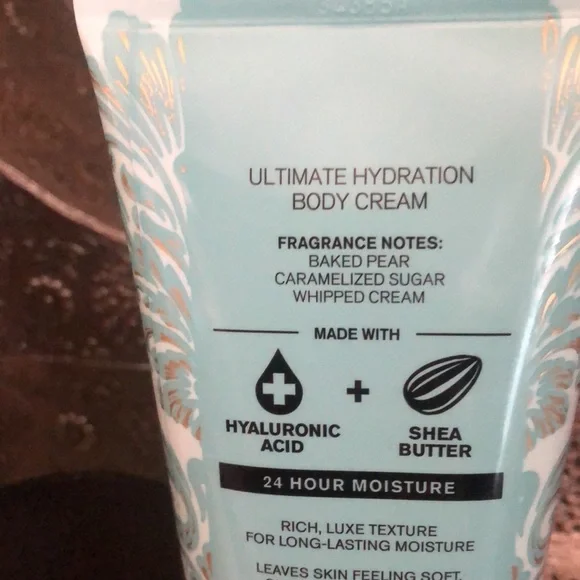 ULTIMATE HYDRATION
BODY CREAM
FRAGRANCE NOTES:
BAKED PEAR
CARAMELIZED SUGAR
WHIPPED CREAM
MADE WITH
HYALURONIC
ACID
+
SHEA
BUTTER
24 HOUR MOISTURE
RICH, LUXE TEXTURE
FOR LONG-LASTING MOISTURE
LEAVES SKIN FEELING SOFT,